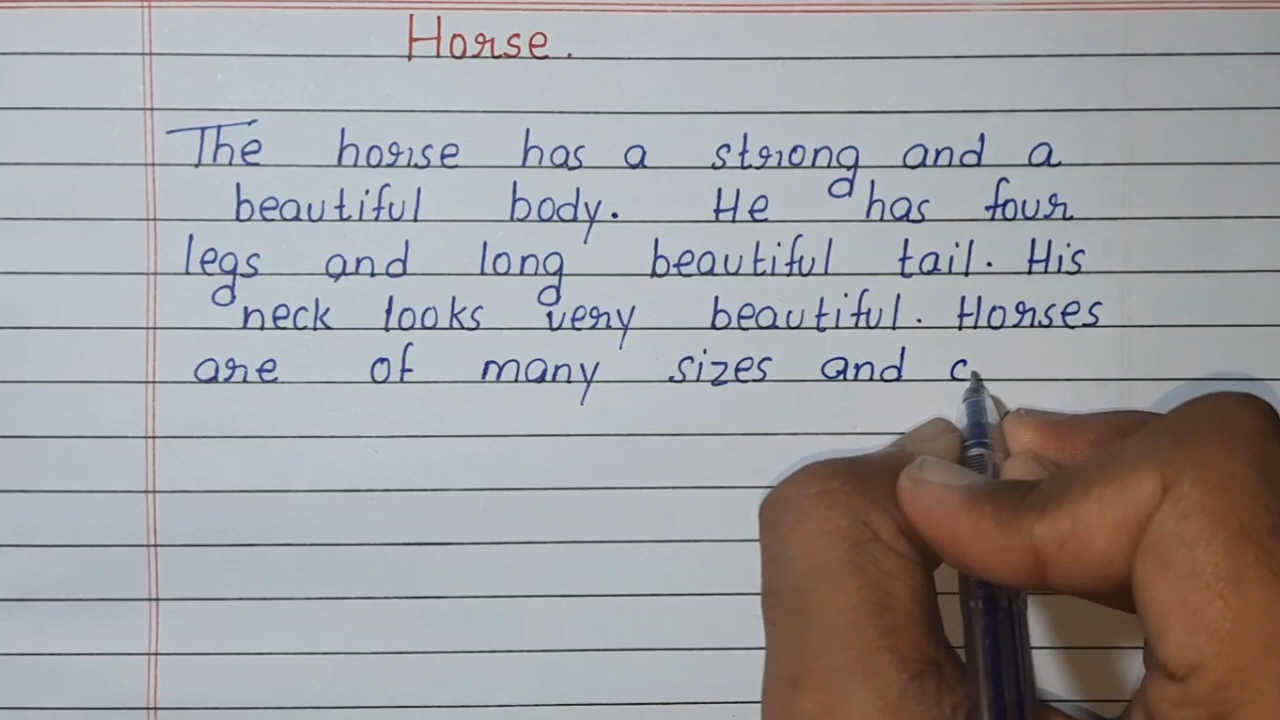 Horse.
The horse has a strong and a
beautiful body. He has four
legs and long beautiful tail. His
neck looks very beautiful. Horses
are of many sizes and c